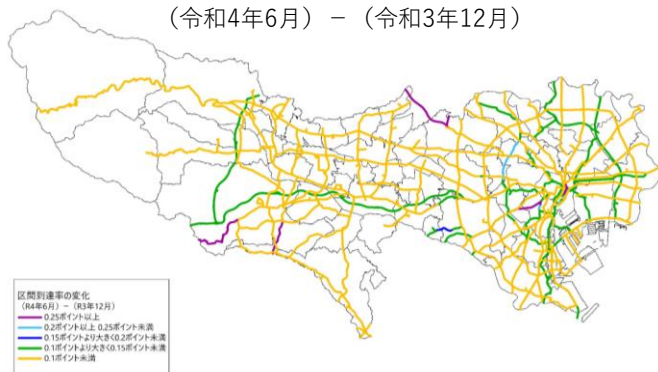 （令和4年6月）－（令和3年12月）
区間到達率の変化
（R4年6月）－（R3年12月）
0.25ポイント以上
0.2ポイント以上 0.25ポイント未満
0.15ポイントより大きく0.2ポイント未満
0.1ポイントより大きく0.15ポイント未満
0.1ポイント未満